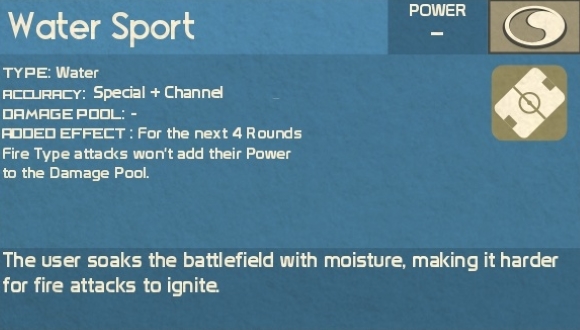 Water Sport
POWER
–
TYPE: Water
ACCURACY: Special + Channel
DAMAGE POOL: -
ADDED EFFECT : For the next 4 Rounds
Fire Type attacks won't add their Power
to the Damage Pool.
The user soaks the battlefield with moisture, making it harder
for fire attacks to ignite.